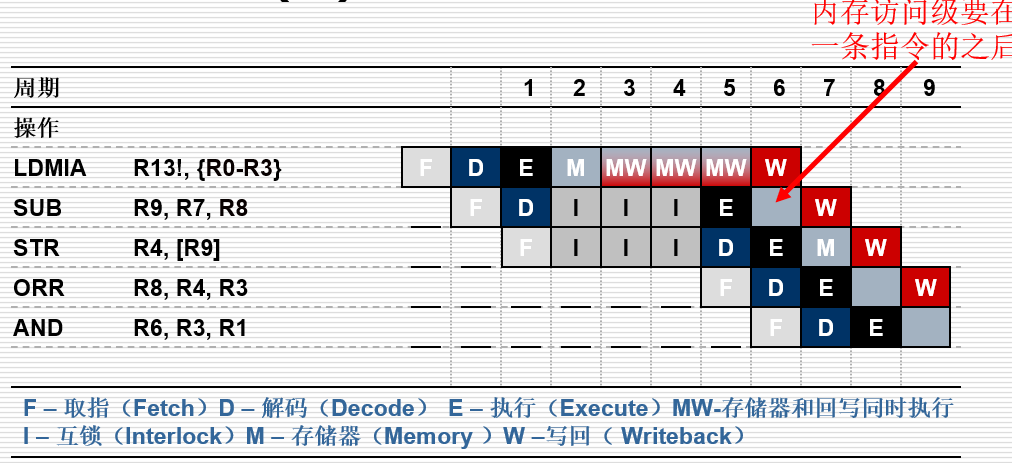 内存访问级要在
一条指令的之后
周期 1 2 3 4 5 6 7 8 9
操作
LDMIA R13!, {R0-R3} F D E M MW MW MW W
SUB R9, R7, R8 F D I I I E W
STR R4, [R9] F I I I D E M W
ORR R8, R4, R3 F D E W
AND R6, R3, R1 F D E
F – 取指（Fetch）D – 解码（Decode） E – 执行（Execute）MW-存储器和回写同时执行
I – 互锁（Interlock）M – 存储器（Memory ）W –写回（ Writeback）